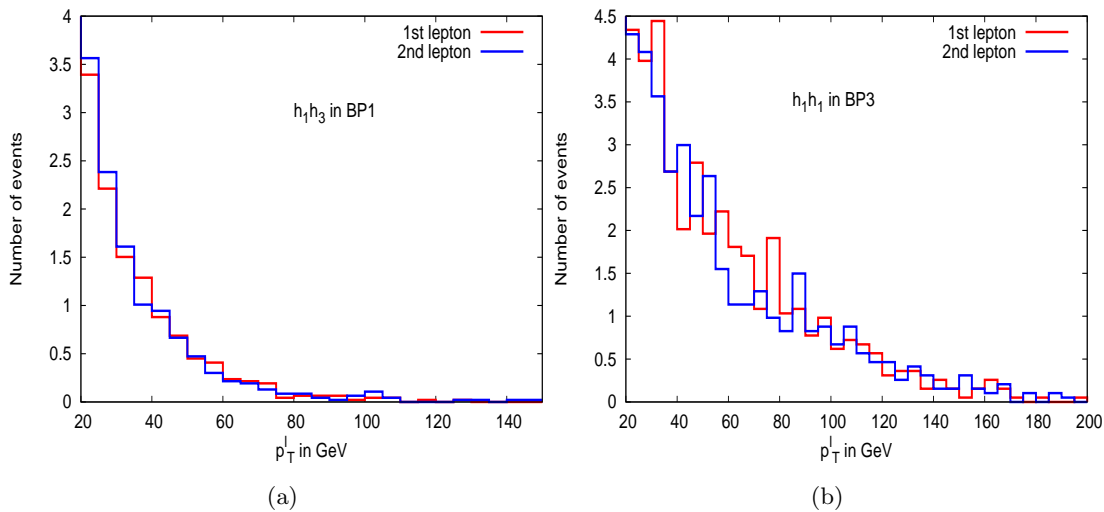 4
3.5
3
2.5
2
1.5
1
0.5
0
Number of events
1st lepton
2nd lepton
h₁h₃ in BP1
20 40 60 80 100 120 140
p_T^l in GeV
(a)
4.5
4
3.5
3
2.5
2
1.5
1
0.5
0
Number of events
1st lepton
2nd lepton
h₁h₁ in BP3
20 40 60 80 100 120 140 160 180 200
p_T^l in GeV
(b)